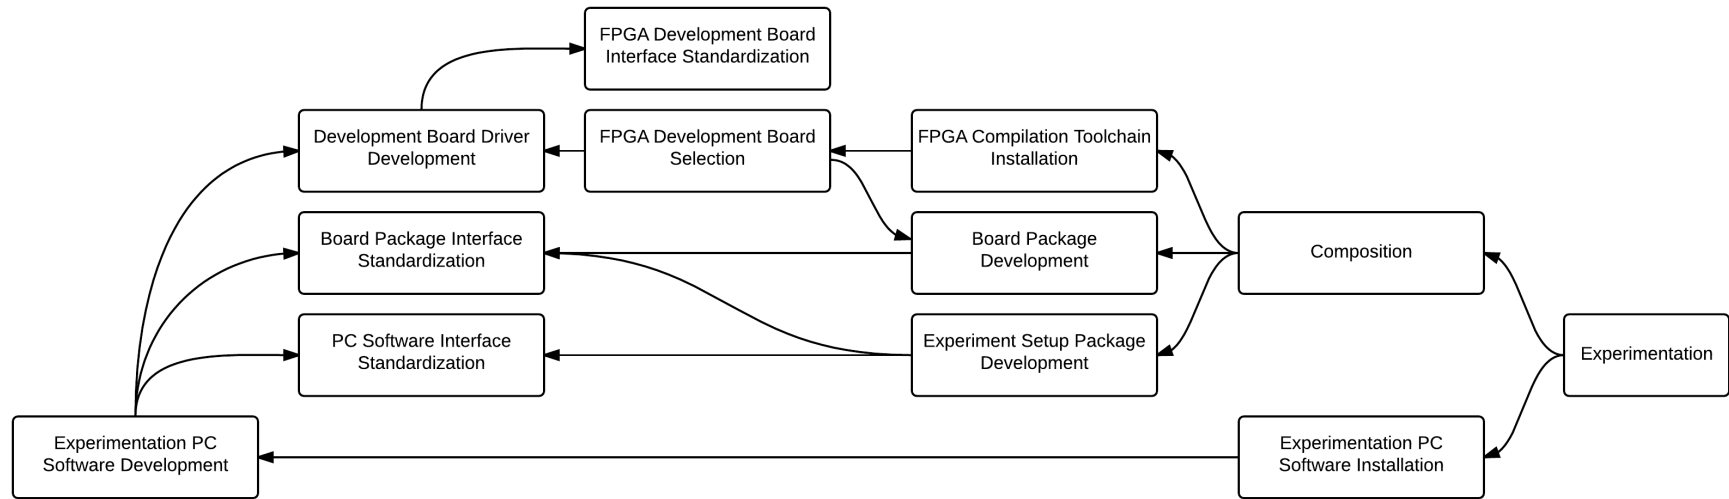 FPGA Development Board
Interface Standardization
Development Board Driver
Development
FPGA Development Board
Selection
FPGA Compilation Toolchain
Installation
Board Package Interface
Standardization
Board Package
Development
Composition
PC Software Interface
Standardization
Experiment Setup Package
Development
Experimentation
Experimentation PC
Software Development
Experimentation PC
Software Installation